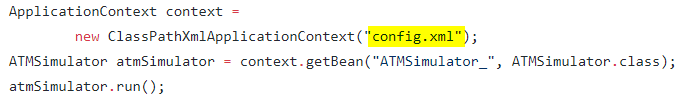 ApplicationContext context =
new ClassPathXmlApplicationContext("config.xml");
ATMSimulator atmSimulator = context.getBean("ATMSimulator_", ATMSimulator.class);
atmSimulator.run();